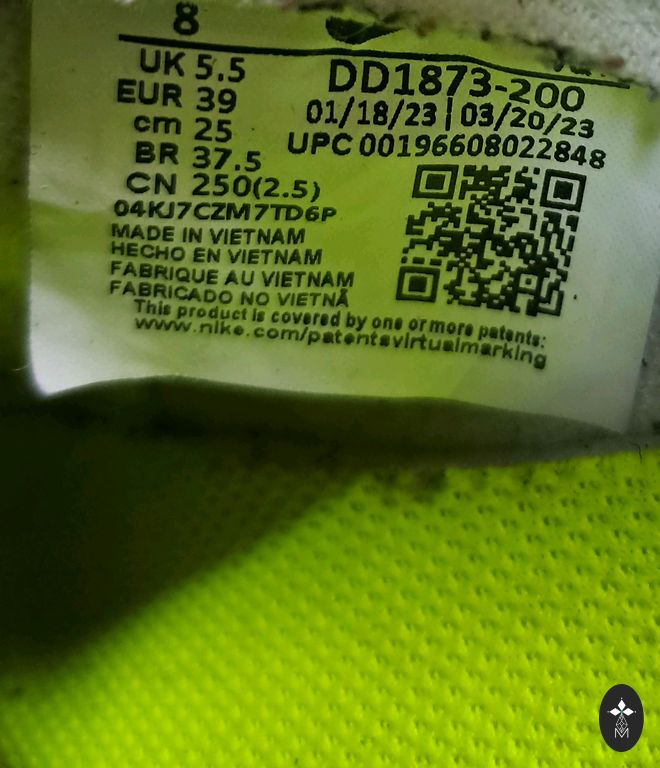 8
UK 5.5
EUR 39
cm 25
BR 37.5
CN 250(2.5)
04KJ7CZM7TD6P
DD1873-200
01/18/23 | 03/20/23
UPC 00196608022848
MADE IN VIETNAM
HECHO EN VIETNAM
FABRIQUE AU VIETNAM
FABRICADO NO VIETNÃ
This product is covered by one or more patents:
www.nike.com/patentsvirtualmarking
M